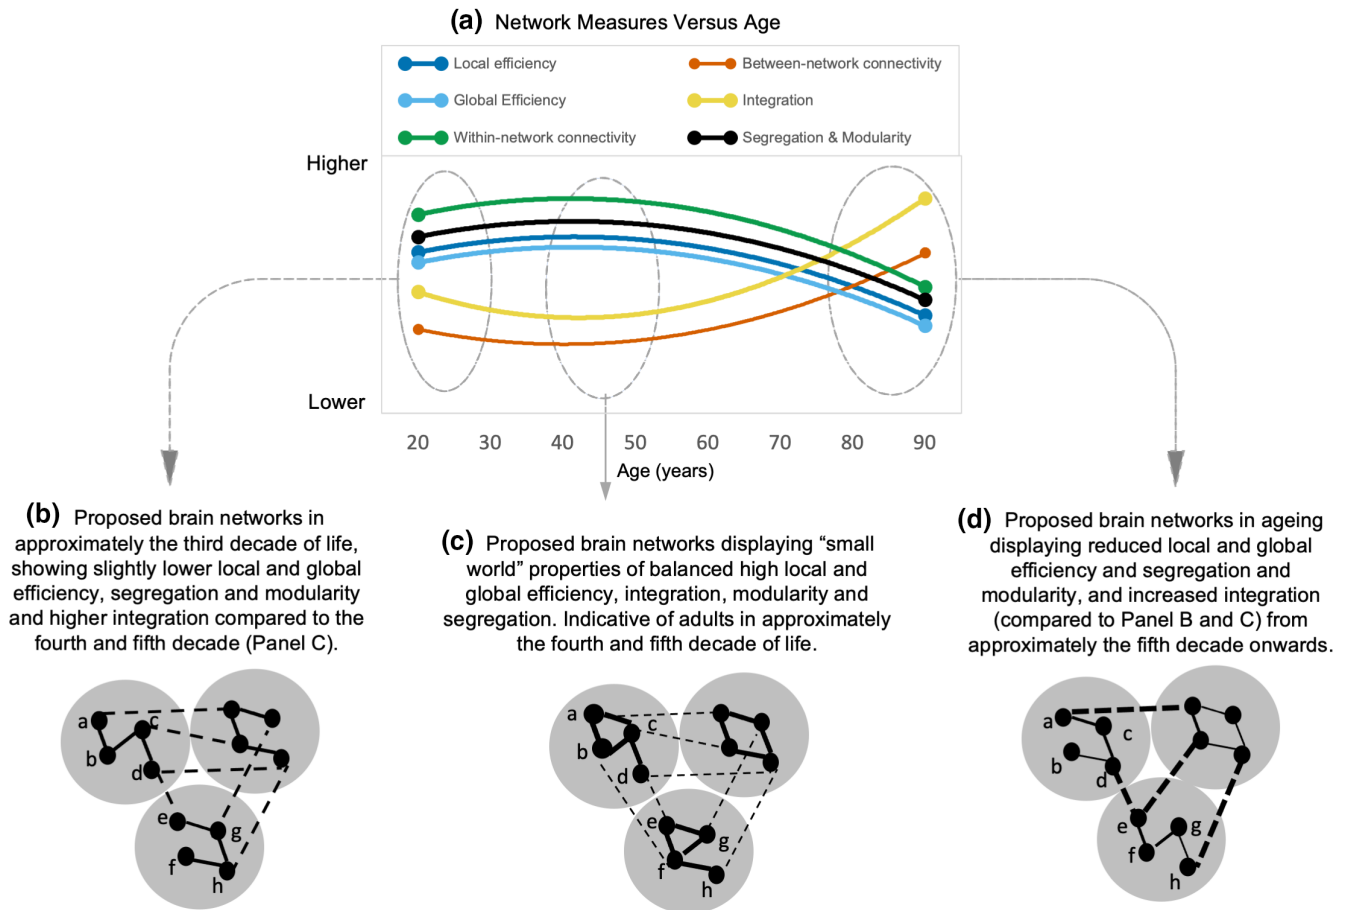 (a) Network Measures Versus Age
Local efficiency
Between-network connectivity
Global Efficiency
Integration
Within-network connectivity
Segregation & Modularity
Higher
Lower
20 30 40 50 60 70 80 90
Age (years)
(b) Proposed brain networks in
approximately the third decade of life,
showing slightly lower local and global
efficiency, segregation and modularity
and higher integration compared to the
fourth and fifth decade (Panel C).
(c) Proposed brain networks displaying “small
world” properties of balanced high local and
global efficiency, integration, modularity and
segregation. Indicative of adults in approximately
the fourth and fifth decade of life.
(d) Proposed brain networks in ageing
displaying reduced local and global
efficiency and segregation and
modularity, and increased integration
(compared to Panel B and C) from
approximately the fifth decade onwards.
a
c
b
d
e
g
f
h
a
c
b
d
e
g
f
h
a
c
b
d
e
g
f
h